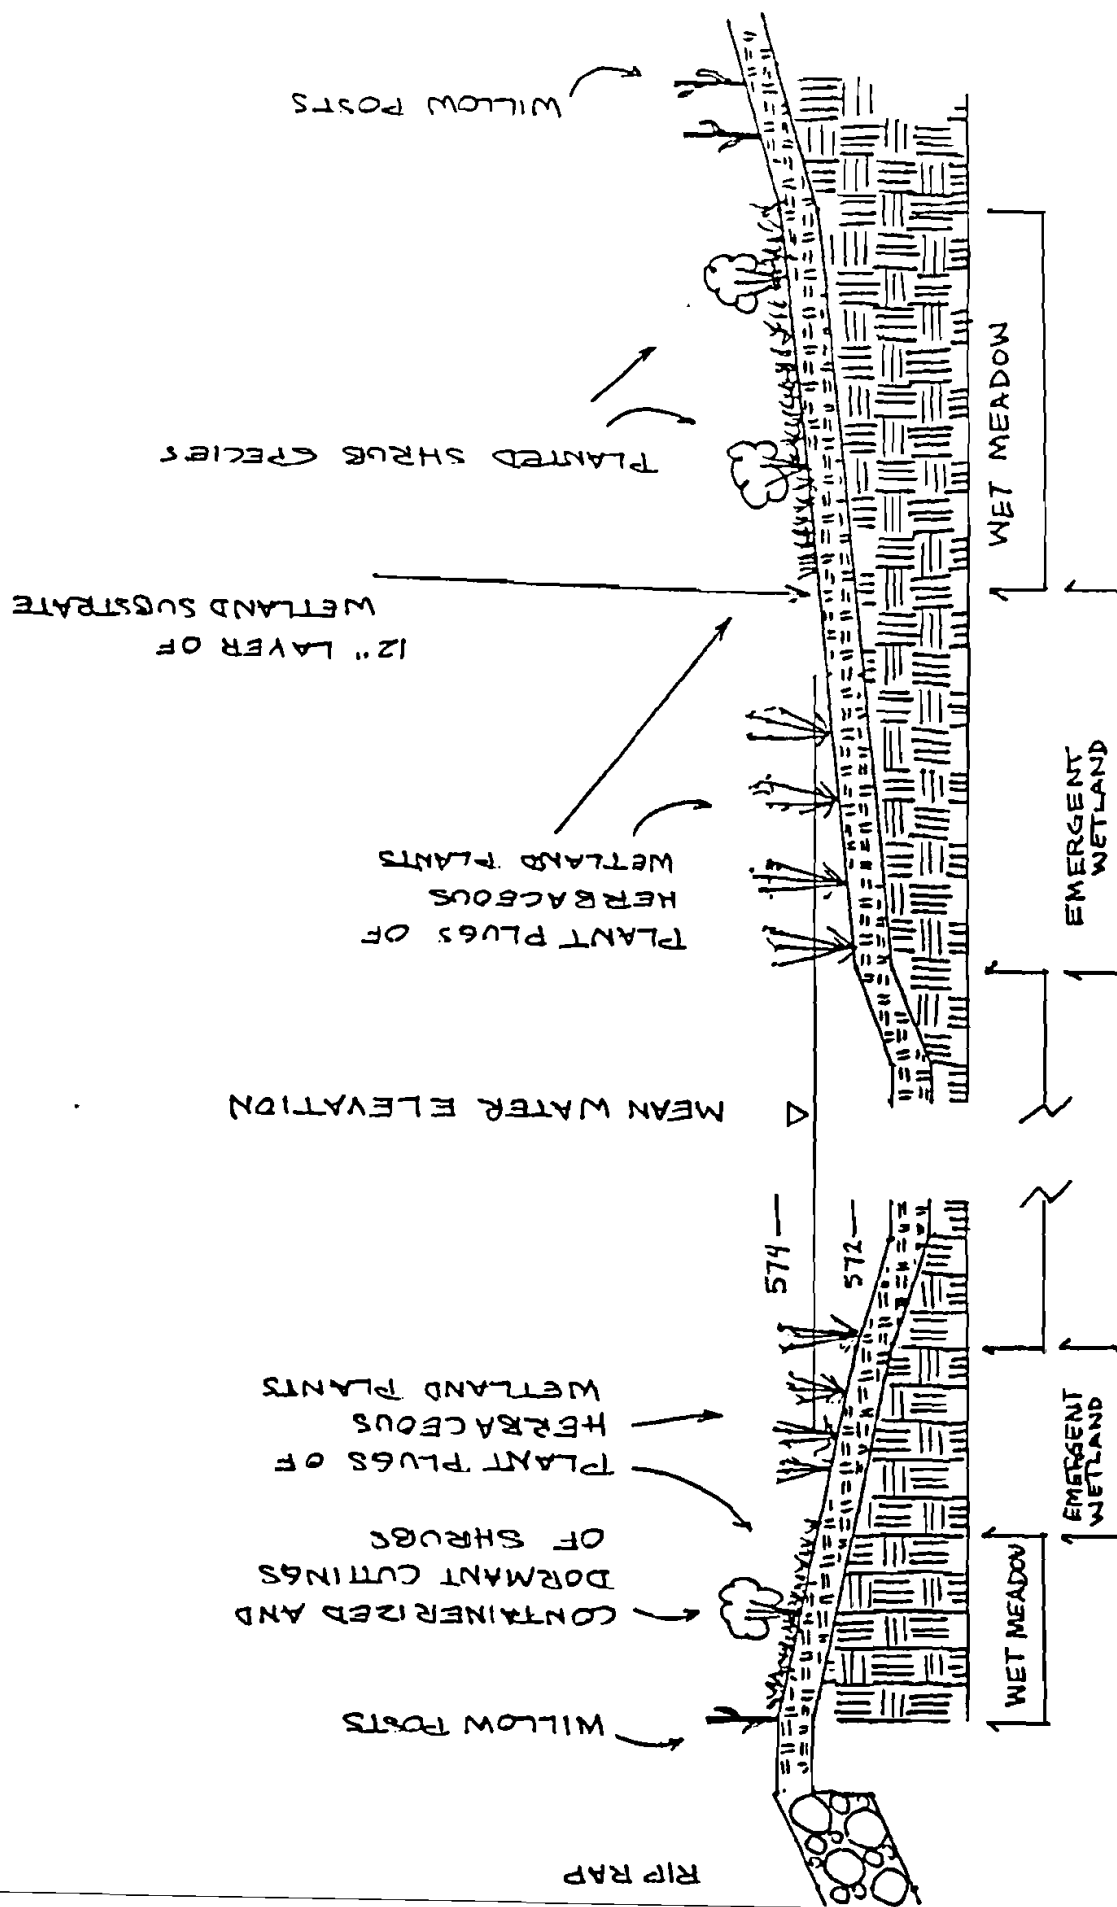 WILLOW POSTS
PLANTED SHRUB SPECIES
12" LAYER OF
WETLAND SUBSTRATE
PLANT PLUGS OF
HERBACEOUS
WETLAND PLANTS
MEAN WATER ELEVATION
574
572
PLANT PLUGS OF
HERBACEOUS
WETLAND PLANTS
CONTAINERIZED AND
DORMANT CUTTINGS
OF SHRUBS
WILLOW POSTS
RIP RAP
WET MEADOW
EMERGENT
WETLAND
EMERGENT
WETLAND
WET MEADOW